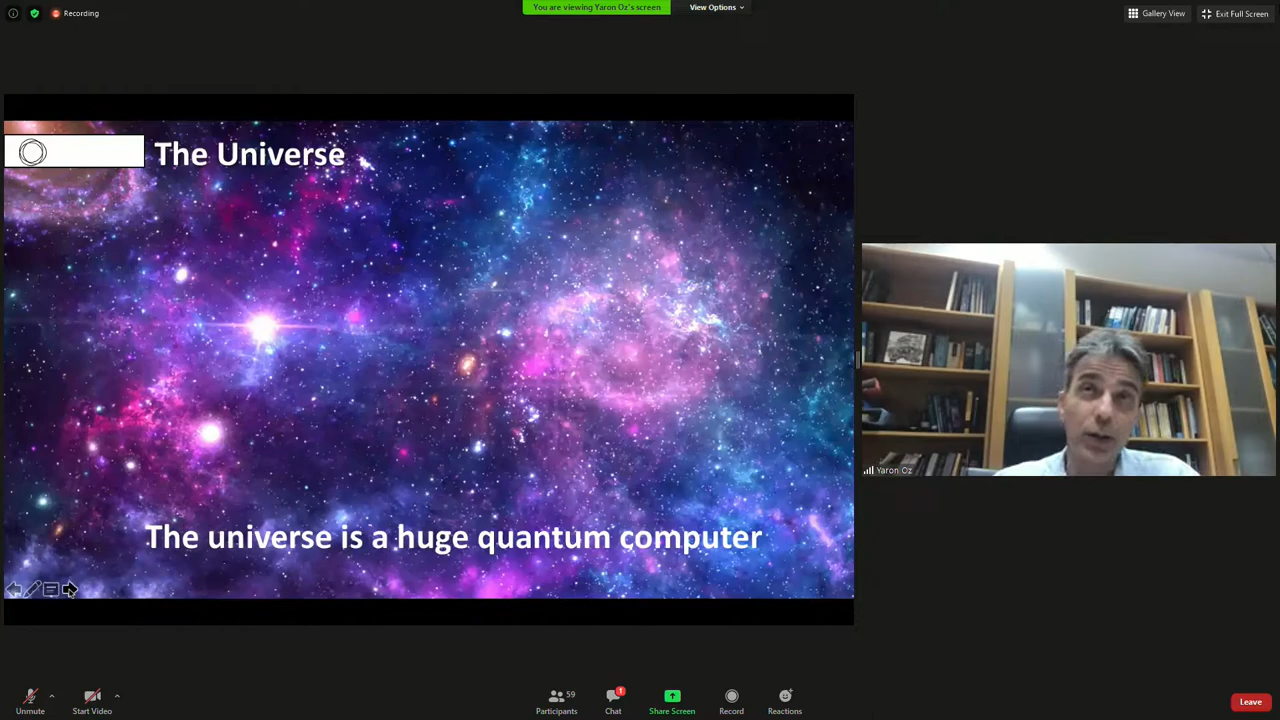 Recording
You are viewing Yaron Oz's screen
View Options
Gallery View
Exit Full Screen
The Universe
The universe is a huge quantum computer
Yaron Oz
Unmute
Start Video
59
Participants
1
Chat
Share Screen
Record
Reactions
Leave